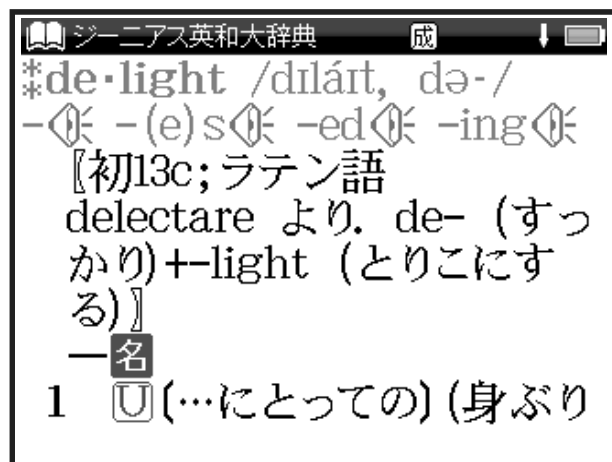 ジーニアス英和大辞典 成
⁑de·light /dɪláɪt, də-/
- -(e)s -ed -ing
〖初13c;ラテン語
delectare より. de- (すっ
かり)+-light (とりこにす
る)〗
—名
1 U (…にとっての) (身ぶり